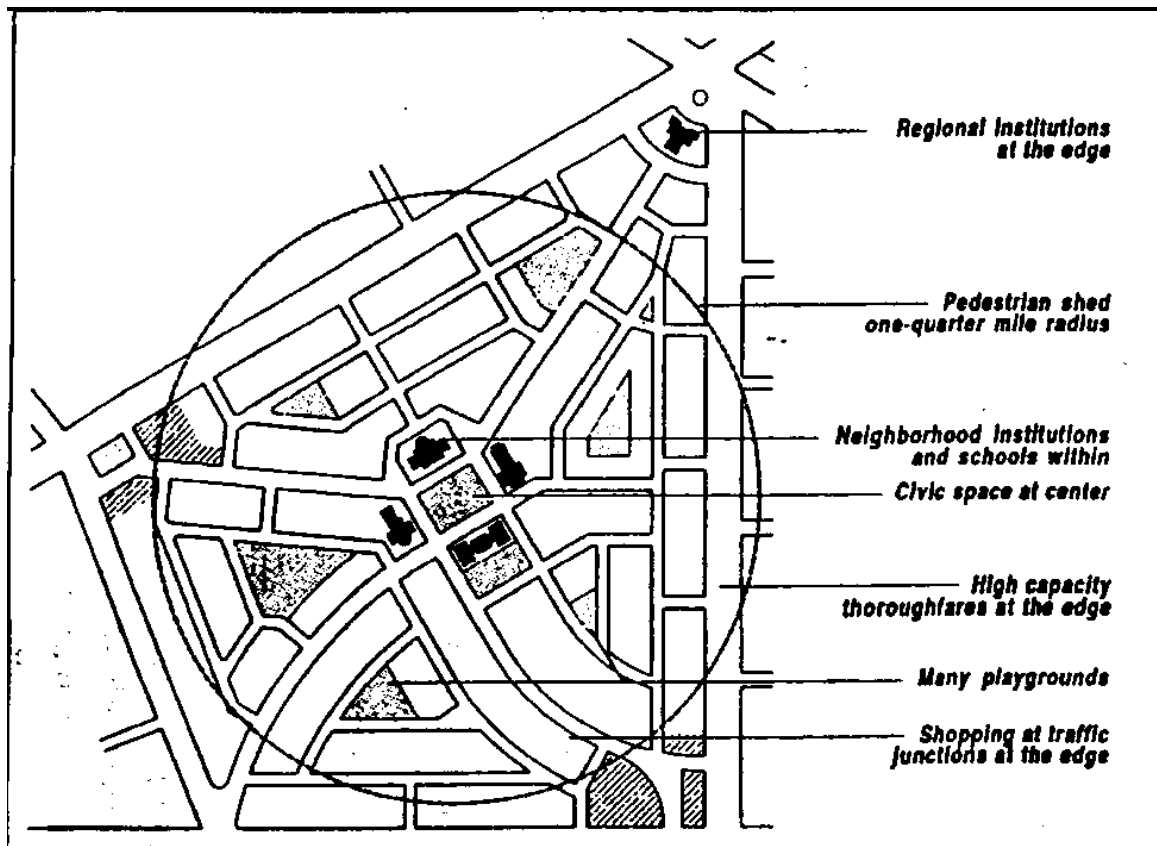 Regional institutions
at the edge
Pedestrian shed
one-quarter mile radius
Neighborhood institutions
and schools within
Civic space at center
High capacity
thoroughfares at the edge
Many playgrounds
Shopping at traffic
junctions at the edge